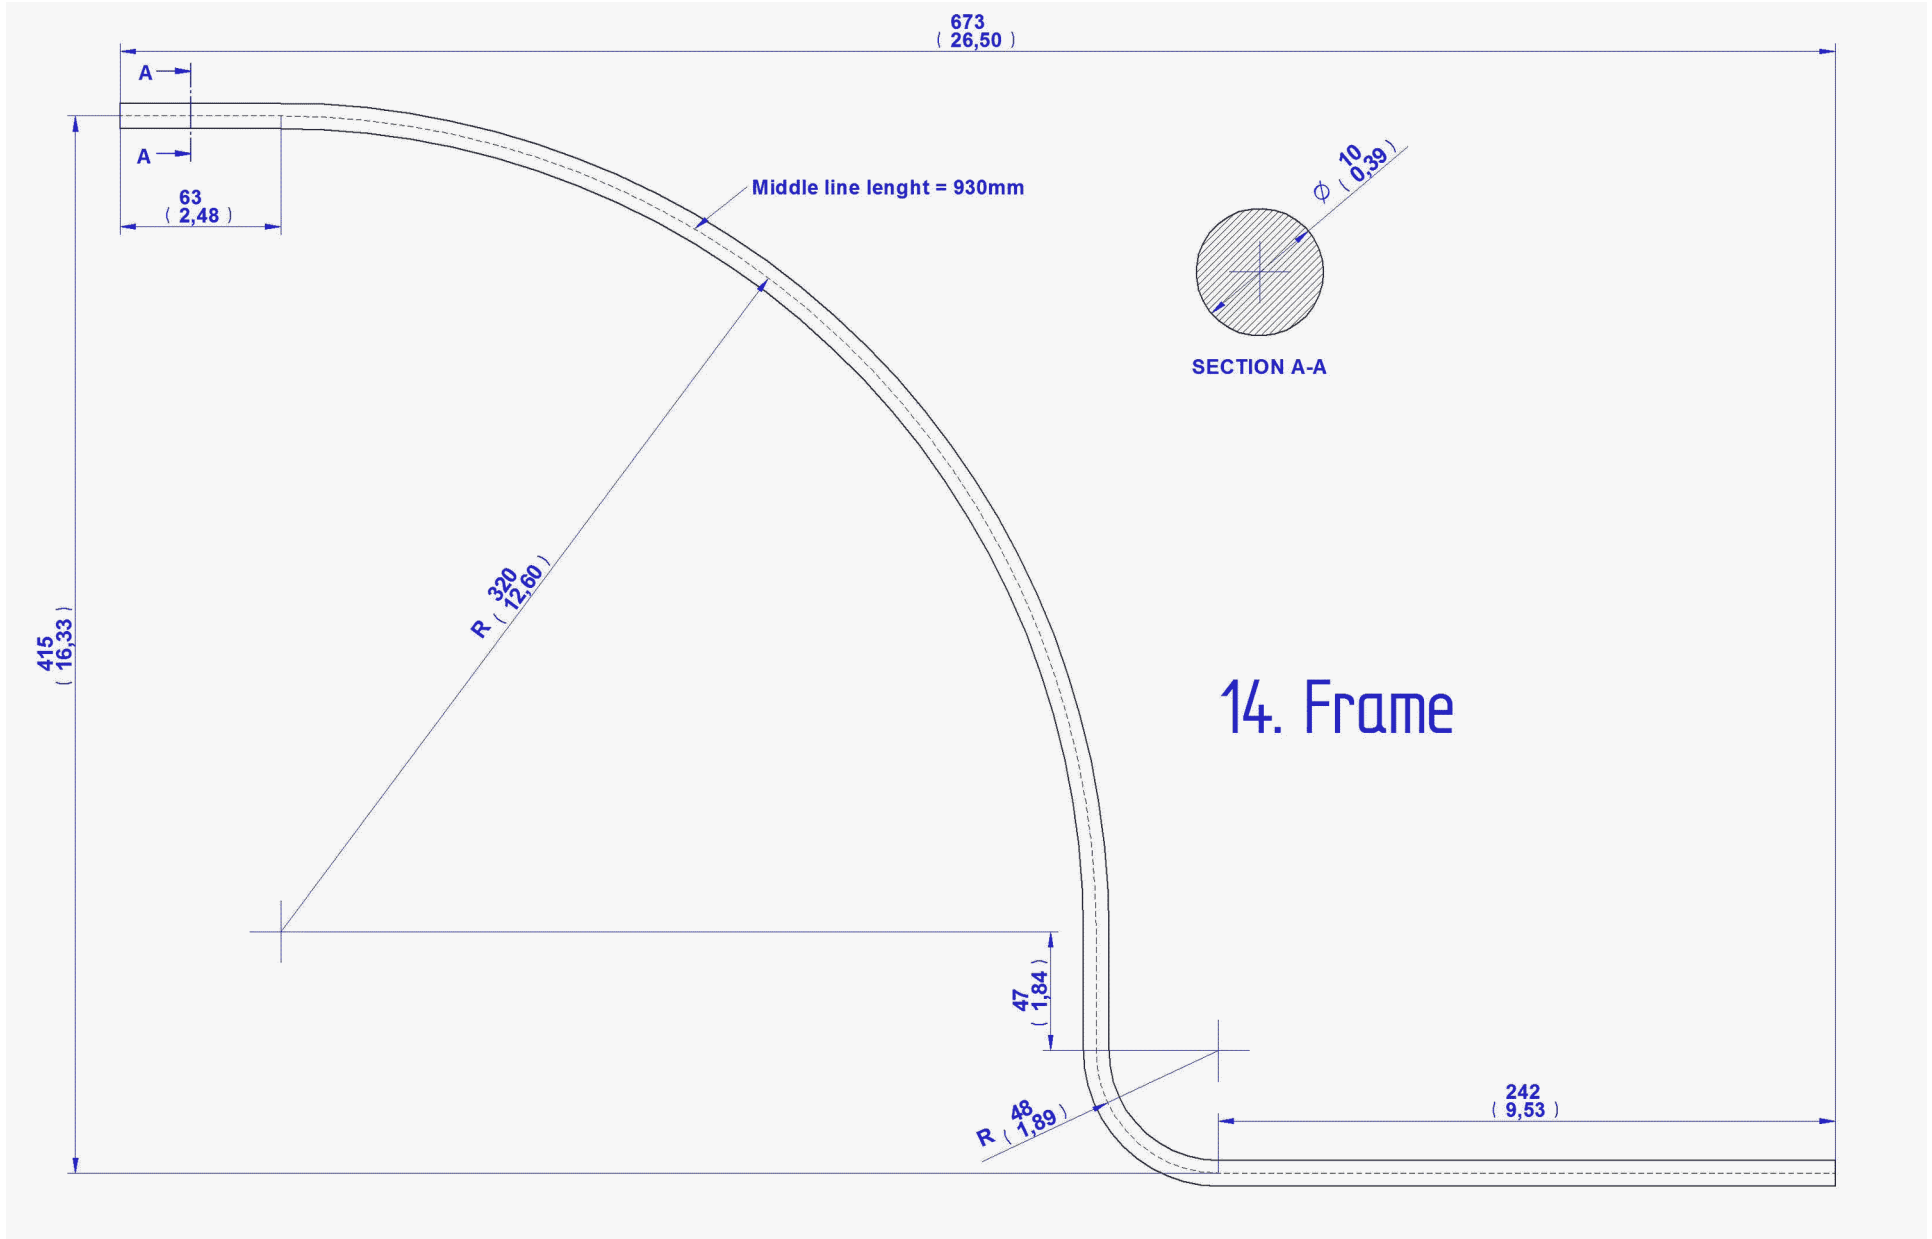 673
( 26,50 )
A
A
63
( 2,48 )
Middle line lenght = 930mm
10
Ø ( 0,39 )
SECTION A-A
320
R ( 12,60 )
415
( 16,33 )
14. Frame
47
( 1,84 )
48
R ( 1,89 )
242
( 9,53 )